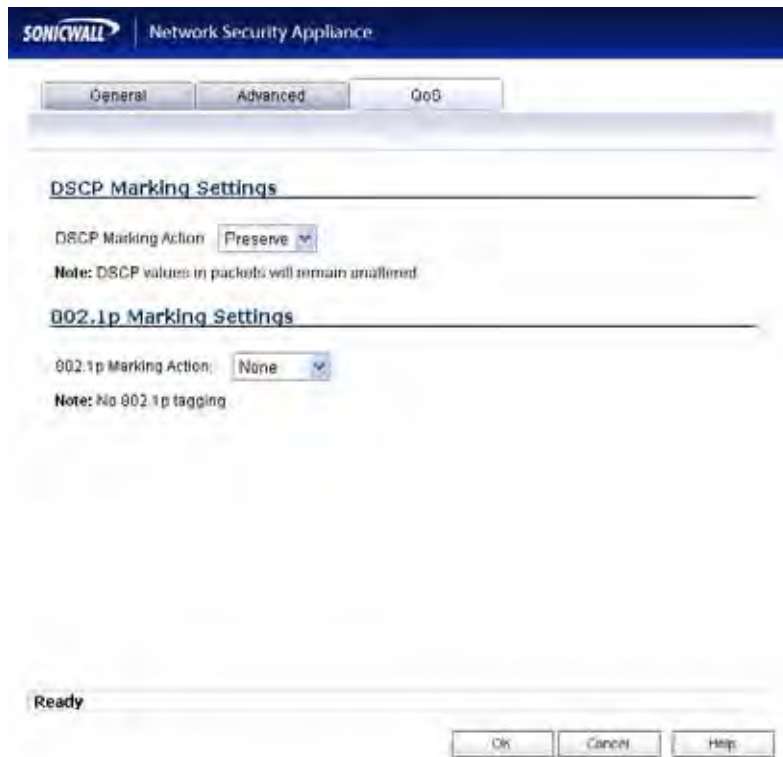 SONICWALL Network Security Appliance
General Advanced QoS
DSCP Marking Settings
DSCP Marking Action Preserve
Note: DSCP values in packets will remain unaltered
802.1p Marking Settings
802.1p Marking Action: None
Note: No 802.1p tagging
Ready
OK Cancel Help